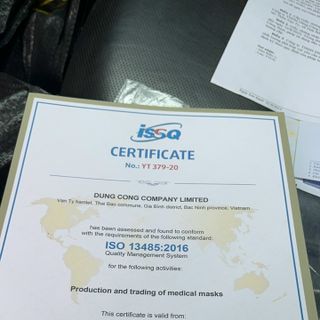 ISSQ
CERTIFICATE
No.: YT 379-20
DUNG CONG COMPANY LIMITED
Van Ty hamlet, Thai Bao commune, Gia Binh district, Bac Ninh province, Vietnam
has been assessed and found to conform
with the requirements of the following standard:
ISO 13485:2016
Quality Management System
for the following activities:
Production and trading of medical masks
This certificate is valid from: